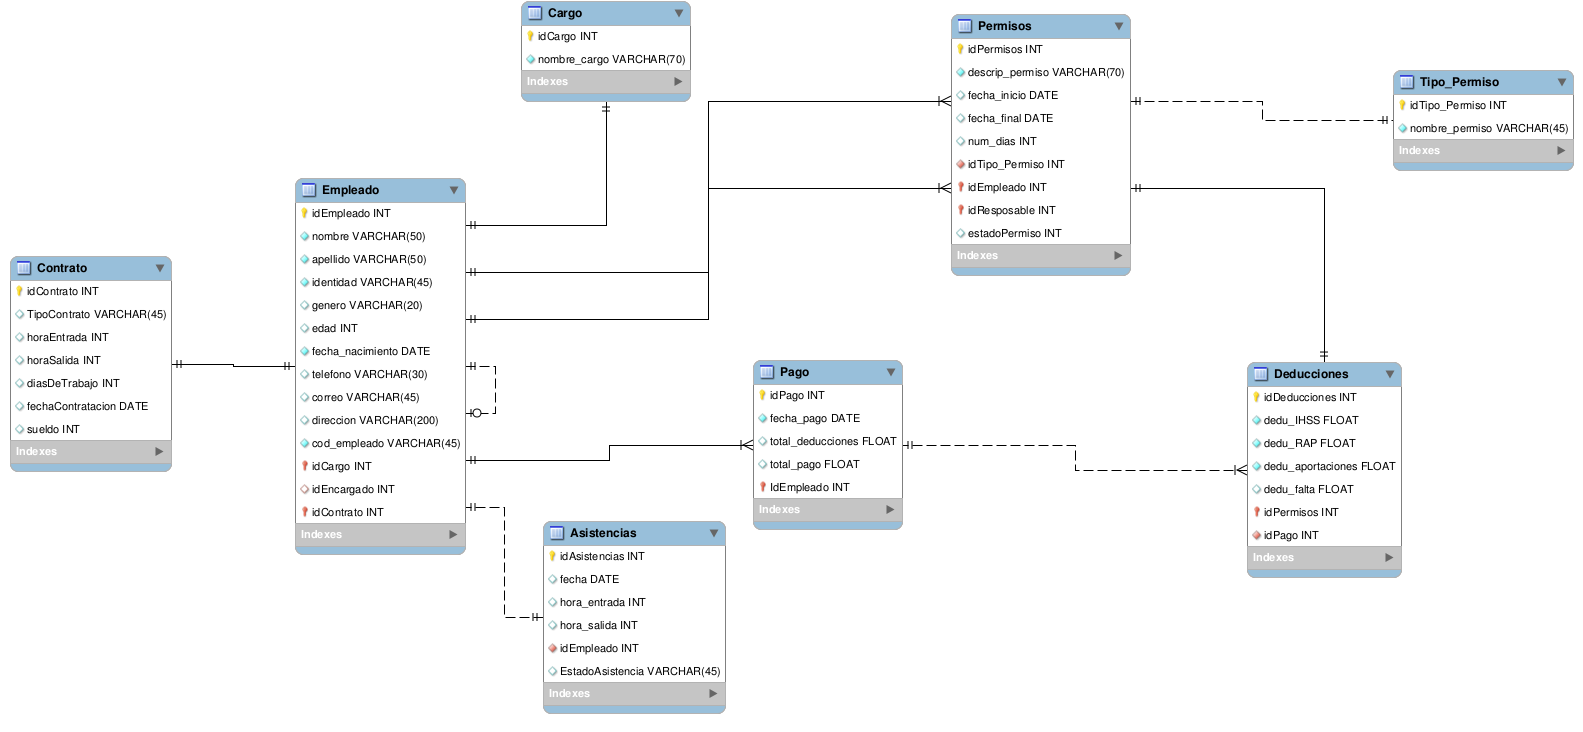 Cargo
idCargo INT
nombre_cargo VARCHAR(70)
Indexes
Permisos
idPermisos INT
descrip_permiso VARCHAR(70)
fecha_inicio DATE
fecha_final DATE
num_dias INT
idTipo_Permiso INT
idEmpleado INT
idResposable INT
estadoPermiso INT
Indexes
Tipo_Permiso
idTipo_Permiso INT
nombre_permiso VARCHAR(45)
Indexes
Empleado
idEmpleado INT
nombre VARCHAR(50)
apellido VARCHAR(50)
identidad VARCHAR(45)
genero VARCHAR(20)
edad INT
fecha_nacimiento DATE
telefono VARCHAR(30)
correo VARCHAR(45)
direccion VARCHAR(200)
cod_empleado VARCHAR(45)
idCargo INT
idEncargado INT
idContrato INT
Indexes
Contrato
idContrato INT
TipoContrato VARCHAR(45)
horaEntrada INT
horaSalida INT
diasDeTrabajo INT
fechaContratacion DATE
sueldo INT
Indexes
Pago
idPago INT
fecha_pago DATE
total_deducciones FLOAT
total_pago FLOAT
IdEmpleado INT
Indexes
Deducciones
idDeducciones INT
dedu_IHSS FLOAT
dedu_RAP FLOAT
dedu_aportaciones FLOAT
dedu_falta FLOAT
idPermisos INT
idPago INT
Indexes
Asistencias
idAsistencias INT
fecha DATE
hora_entrada INT
hora_salida INT
idEmpleado INT
EstadoAsistencia VARCHAR(45)
Indexes